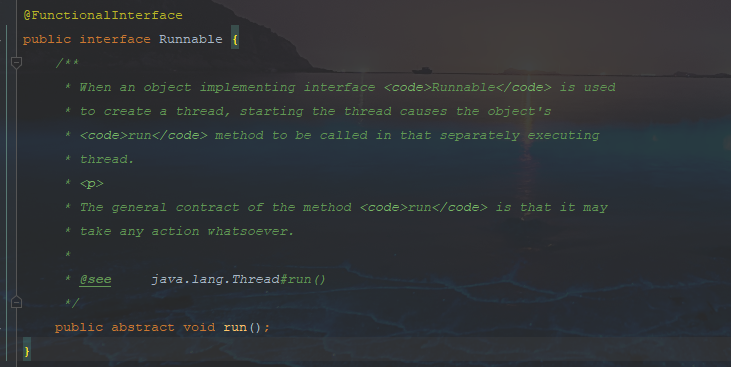 @FunctionalInterface
public interface Runnable {
/**
* When an object implementing interface <code>Runnable</code> is used
* to create a thread, starting the thread causes the object's
* <code>run</code> method to be called in that separately executing
* thread.
* <p>
* The general contract of the method <code>run</code> is that it may
* take any action whatsoever.
*
* @see     java.lang.Thread#run()
*/
public abstract void run();
}